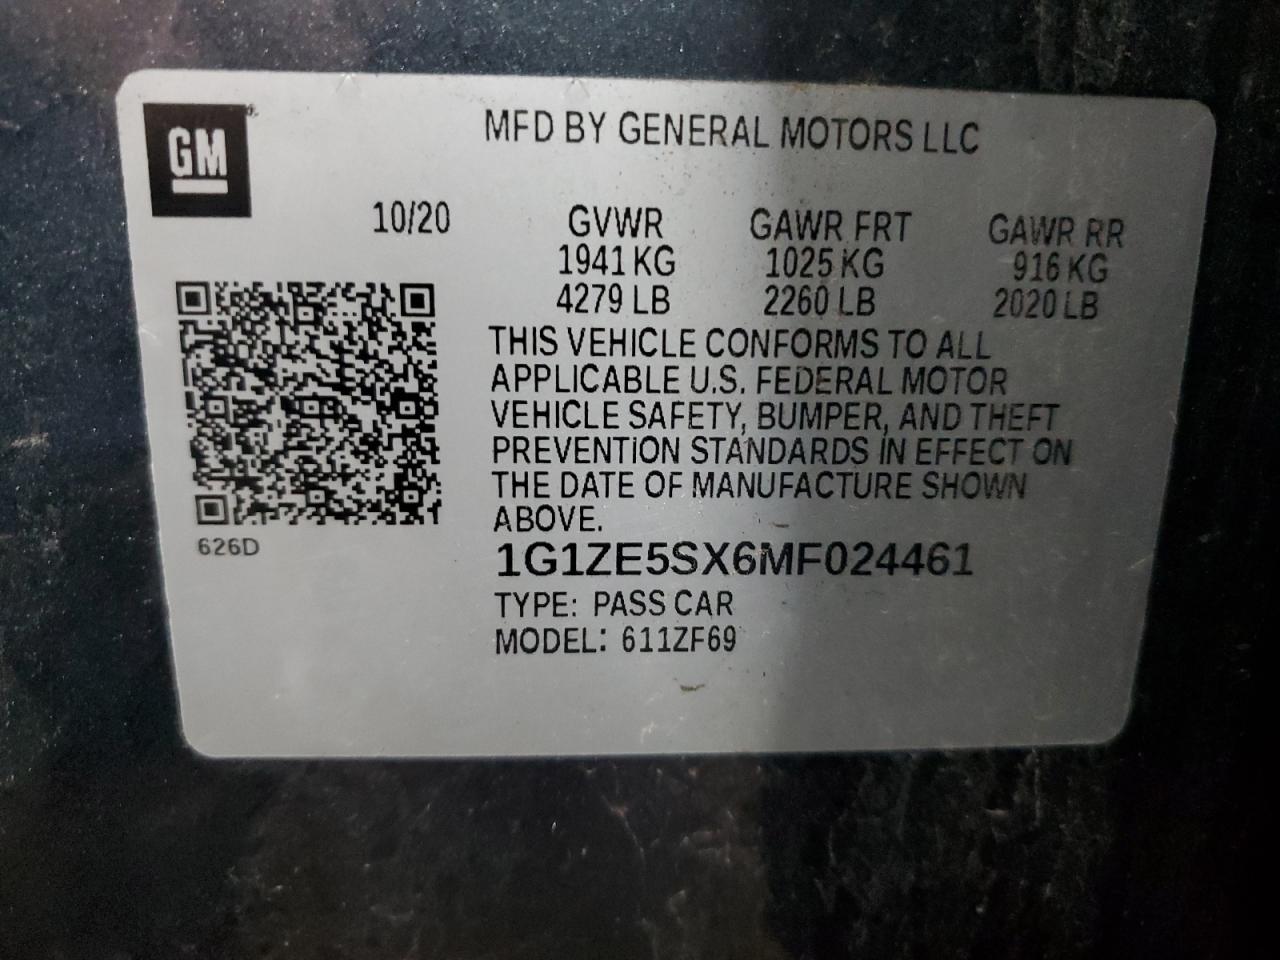 GM
MFD BY GENERAL MOTORS LLC
10/20
GVWR GAWR FRT GAWR RR
1941 KG 1025 KG 916 KG
4279 LB 2260 LB 2020 LB
THIS VEHICLE CONFORMS TO ALL
APPLICABLE U.S. FEDERAL MOTOR
VEHICLE SAFETY, BUMPER, AND THEFT
PREVENTION STANDARDS IN EFFECT ON
THE DATE OF MANUFACTURE SHOWN
ABOVE.
626D
1G1ZE5SX6MF024461
TYPE: PASS CAR
MODEL: 611ZF69